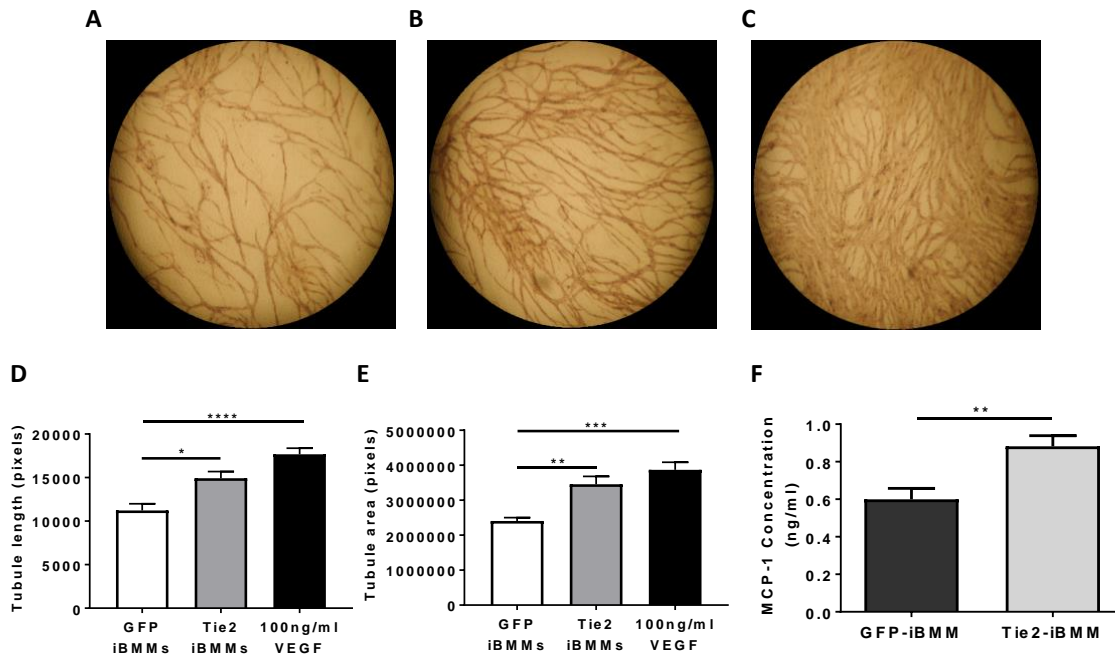 A B C
D E F
Tubule length (pixels)
20000
15000
10000
5000
0
****
*
GFP Tie2 100ng/ml
iBMMs iBMMs VEGF
Tubule area (pixels)
5000000
4000000
3000000
2000000
1000000
0
***
**
GFP Tie2 100ng/ml
iBMMs iBMMs VEGF
MCP-1 Concentration
(ng/ml)
1.0
0.8
0.6
0.4
0.2
0.0
**
GFP-iBMM Tie2-iBMM